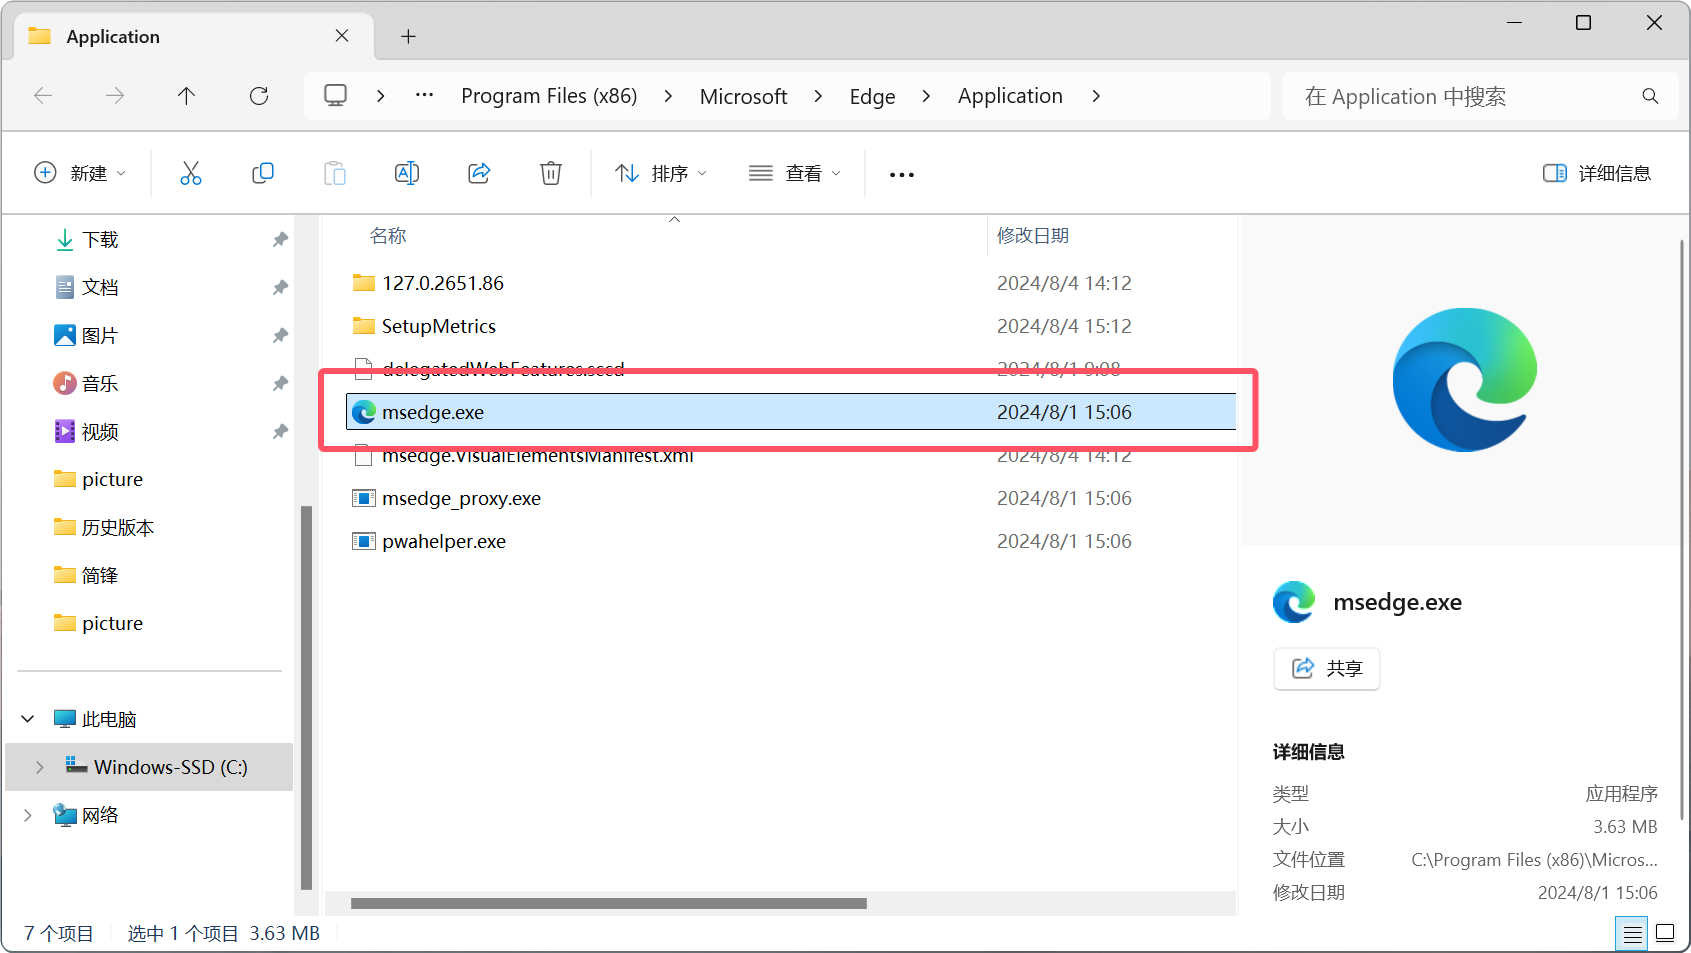 Application
Program Files (x86) Microsoft Edge Application
在 Application 中搜索
新建
排序
查看
详细信息
下载
文档
图片
音乐
视频
picture
历史版本
简锋
picture
此电脑
Windows-SSD (C:)
网络
名称 修改日期
127.0.2651.86 2024/8/4 14:12
SetupMetrics 2024/8/4 15:12
delegatedWebFeatures.sccd 2024/8/1 9:08
msedge.exe 2024/8/1 15:06
msedge.VisualElementsManifest.xml 2024/8/4 14:12
msedge_proxy.exe 2024/8/1 15:06
pwahelper.exe 2024/8/1 15:06
msedge.exe
共享
详细信息
类型 应用程序
大小 3.63 MB
文件位置 C:\Program Files (x86)\Micros...
修改日期 2024/8/1 15:06
7 个项目 选中 1 个项目 3.63 MB